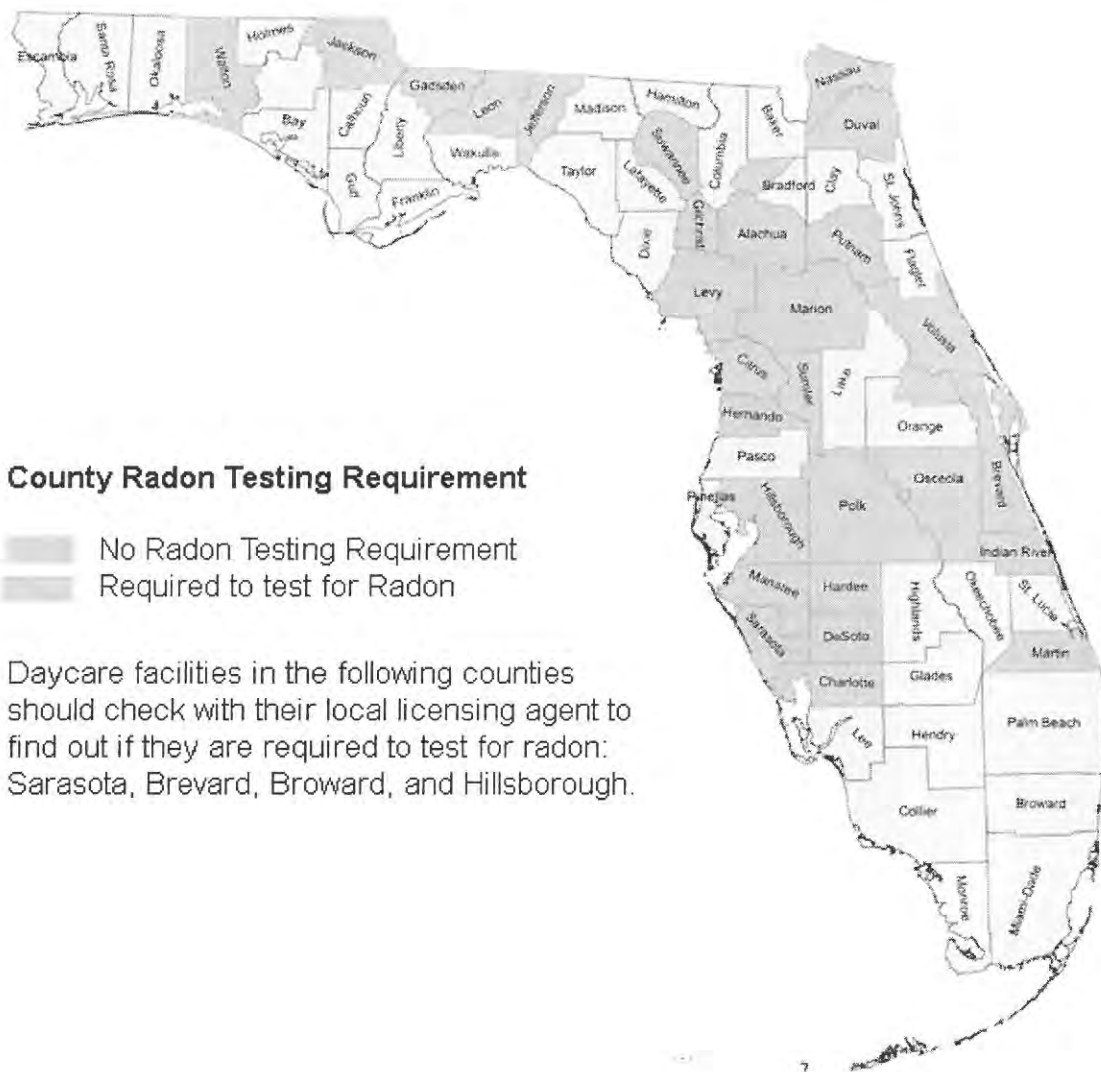 Escambia
Santa Rosa
Okaloosa
Walton
Holmes
Jackson
Bay
Calhoun
Gulf
Liberty
Gadsden
Leon
Jefferson
Wakulla
Franklin
Madison
Taylor
Hamilton
Suwannee
Lafayette
Dixie
Columbia
Gilchrist
Baker
Nassau
Duval
Bradford
Clay
St. Johns
Alachua
Putnam
Flagler
Levy
Marion
Volusia
Citrus
Sumter
Lake
Hernando
Orange
Pasco
Pinellas
Hillsborough
Polk
Osceola
Brevard
Indian River
Manatee
Hardee
Highlands
Okeechobee
St. Lucie
Sarasota
DeSoto
Martin
Charlotte
Glades
Lee
Hendry
Palm Beach
Collier
Broward
Monroe
Miami-Dade
County Radon Testing Requirement
No Radon Testing Requirement
Required to test for Radon
Daycare facilities in the following counties
should check with their local licensing agent to
find out if they are required to test for radon:
Sarasota, Brevard, Broward, and Hillsborough.
7